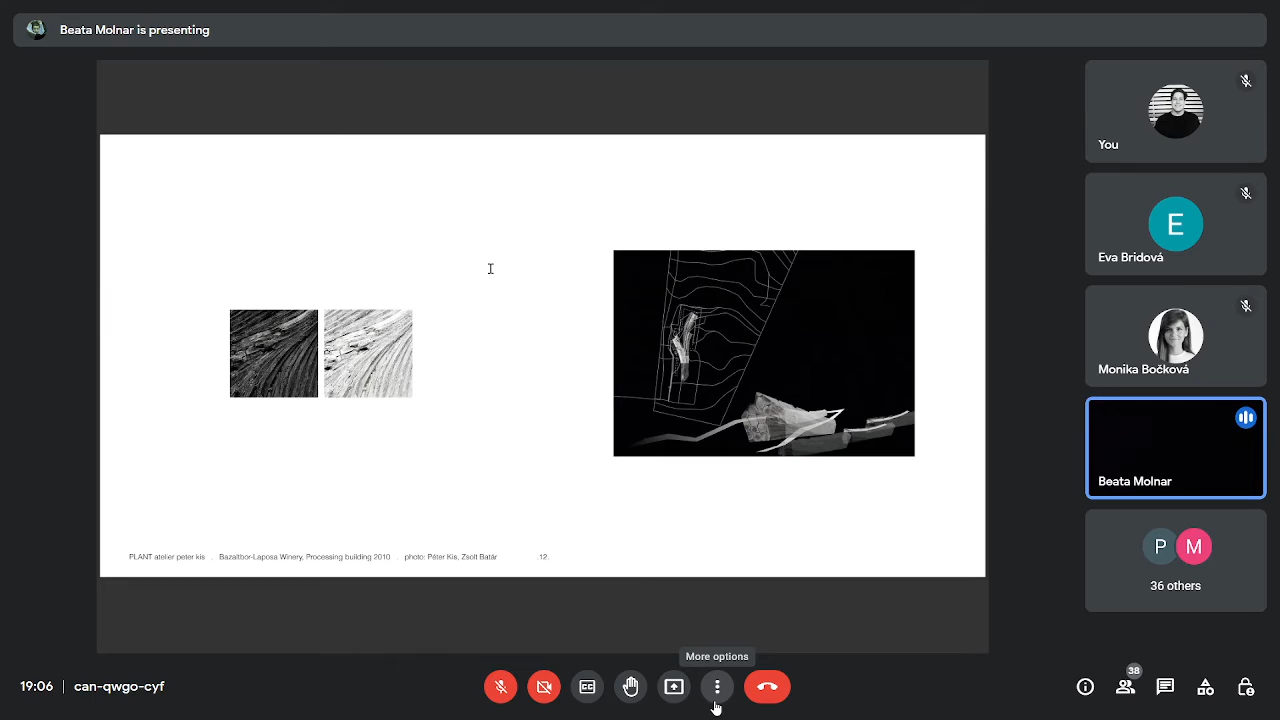 Beata Molnar is presenting
You
E
Eva Bridová
Monika Bočková
Beata Molnar
P M
36 others
PLANT atelier peter kis . Bazaltbor-Laposa Winery, Processing building 2010 . photo: Péter Kis, Zsolt Batár .12.
More options
19:06 | can-qwgo-cyf
CC
38